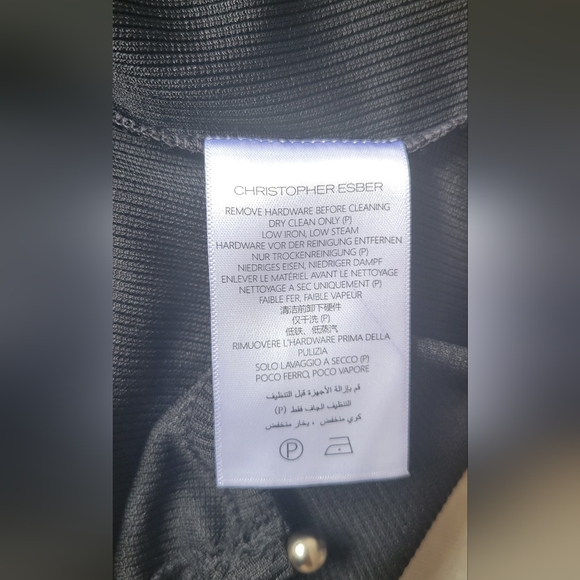 CHRISTOPHER ESBER
REMOVE HARDWARE BEFORE CLEANING
DRY CLEAN ONLY (P)
LOW IRON, LOW STEAM
HARDWARE VOR DER REINIGUNG ENTFERNEN
NUR TROCKENREINIGUNG (P)
NIEDRIGES EISEN, NIEDRIGER DAMPF
ENLEVER LE MATÉRIEL AVANT LE NETTOYAGE
NETTOYAGE A SEC UNIQUEMENT (P)
FAIBLE FER, FAIBLE VAPEUR
清洁前卸下硬件
仅干洗 (P)
低铁，低蒸汽
RIMUOVERE L'HARDWARE PRIMA DELLA
PULIZIA
SOLO LAVAGGIO A SECCO (P)
POCO FERRO, POCO VAPORE
قم بإزالة الأجهزة قبل التنظيف
التنظيف الجاف فقط (P)
كوي منخفض ، بخار منخفض
P